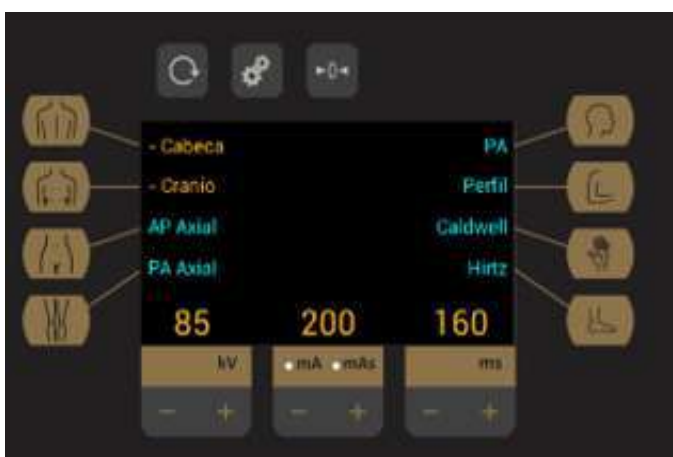 - Cabeca
PA
- Cranio
Perfil
AP Axial
Caldwell
PA Axial
Hirtz
85 200 160
kV mA mAs ms
- + - + - +